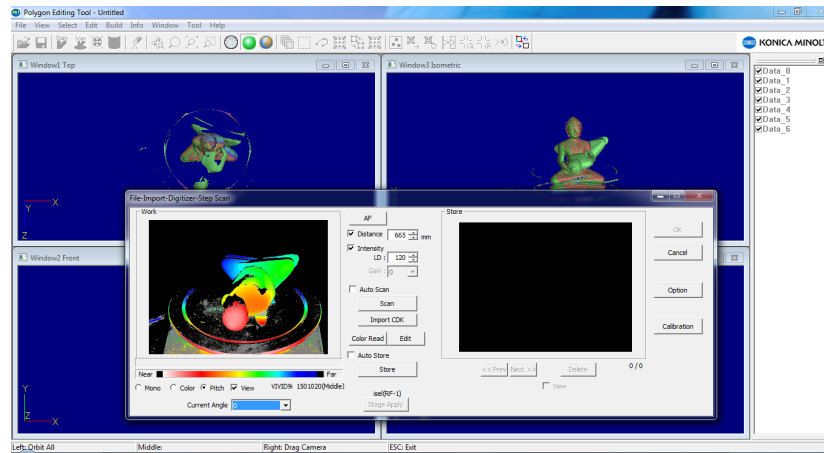 Polygon Editing Tool - Untitled
File View Select Edit Build Info Window Tool Help
KONICA MINOL
Window1 Top
Window3 Isometric
Data_0
Data_1
Data_2
Data_3
Data_4
Data_5
Data_6
Y X
Z
Window2 Front
File-Import-Digitizer-Step Scan
Work
AF
Distance 665 mm
Intensity
LD : 120
Gain : 0
Auto Scan
Scan
Import CDK
Color Read Edit
Auto Store
Store
Near Far
Mono Color Pitch View VIVID9i 1501020(Middle)
Current Angle 0
isel(RF-1)
Stage Apply
Store
<< Prev Next >> Delete 0 / 0
View
OK
Cancel
Option
Calibration
Y
Z X
Left: Orbit All Middle: Right: Drag Camera ESC: Exit